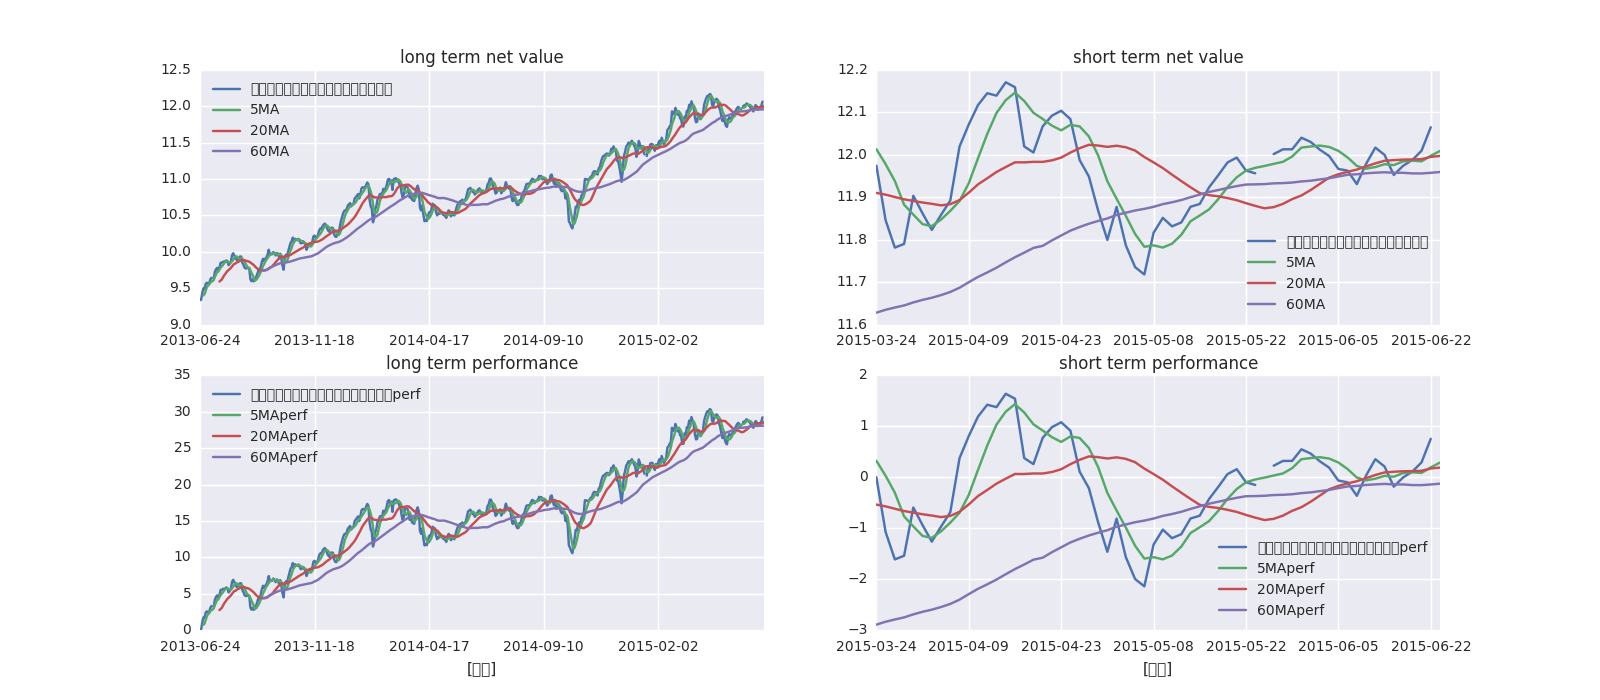 long term net value
12.5
12.0
11.5
11.0
10.5
10.0
9.5
9.0
5MA
20MA
60MA
2013-06-24 2013-11-18 2014-04-17 2014-09-10 2015-02-02
short term net value
12.2
12.1
12.0
11.9
11.8
11.7
11.6
5MA
20MA
60MA
2015-03-24 2015-04-09 2015-04-23 2015-05-08 2015-05-22 2015-06-05 2015-06-22
long term performance
35
30
25
20
15
10
5
0
perf
5MAperf
20MAperf
60MAperf
2013-06-24 2013-11-18 2014-04-17 2014-09-10 2015-02-02
short term performance
2
1
0
−1
−2
−3
perf
5MAperf
20MAperf
60MAperf
2015-03-24 2015-04-09 2015-04-23 2015-05-08 2015-05-22 2015-06-05 2015-06-22